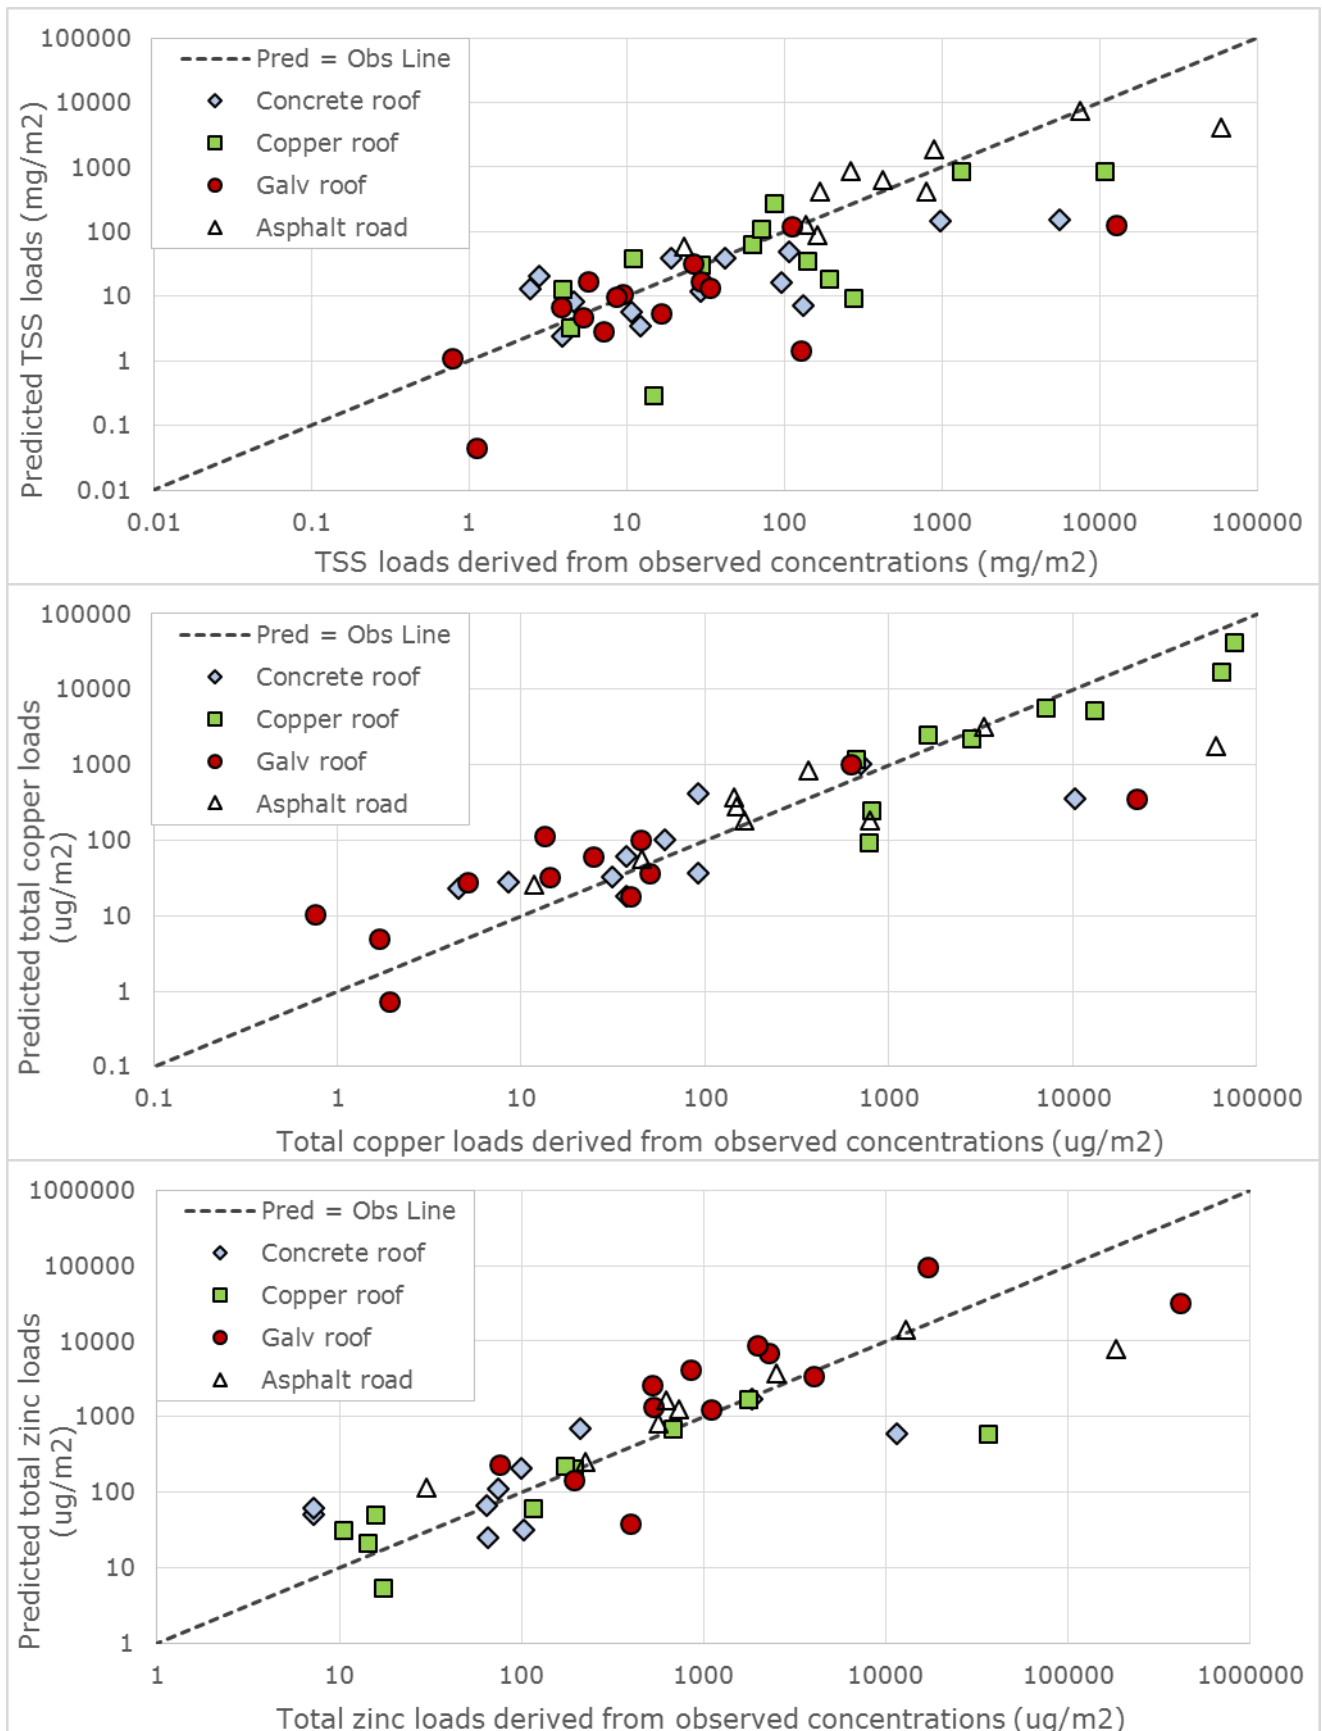 100000
10000
1000
100
10
1
0.1
0.01
Predicted TSS loads (mg/m2)
Pred = Obs Line
Concrete roof
Copper roof
Galv roof
Asphalt road
0.01 0.1 1 10 100 1000 10000 100000
TSS loads derived from observed concentrations (mg/m2)
100000
10000
1000
100
10
1
0.1
Predicted total copper loads
(ug/m2)
Pred = Obs Line
Concrete roof
Copper roof
Galv roof
Asphalt road
0.1 1 10 100 1000 10000 100000
Total copper loads derived from observed concentrations (ug/m2)
1000000
100000
10000
1000
100
10
1
Predicted total zinc loads
(ug/m2)
Pred = Obs Line
Concrete roof
Copper roof
Galv roof
Asphalt road
1 10 100 1000 10000 100000 1000000
Total zinc loads derived from observed concentrations (ug/m2)